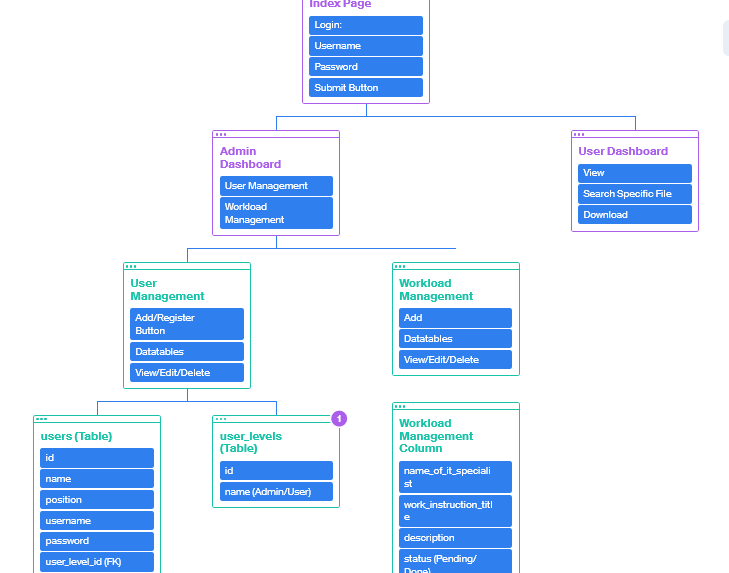 Index Page
Login:
Username
Password
Submit Button
Admin
Dashboard
User Management
Workload
Management
User Dashboard
View
Search Specific File
Download
User
Management
Add/Register
Button
Datatables
View/Edit/Delete
Workload
Management
Add
Datatables
View/Edit/Delete
users (Table)
id
name
position
username
password
user_level_id (FK)
user_levels
(Table)
1
id
name (Admin/User)
Workload
Management
Column
name_of_it_speciali
st
work_instruction_titl
e
description
status (Pending/
Done)